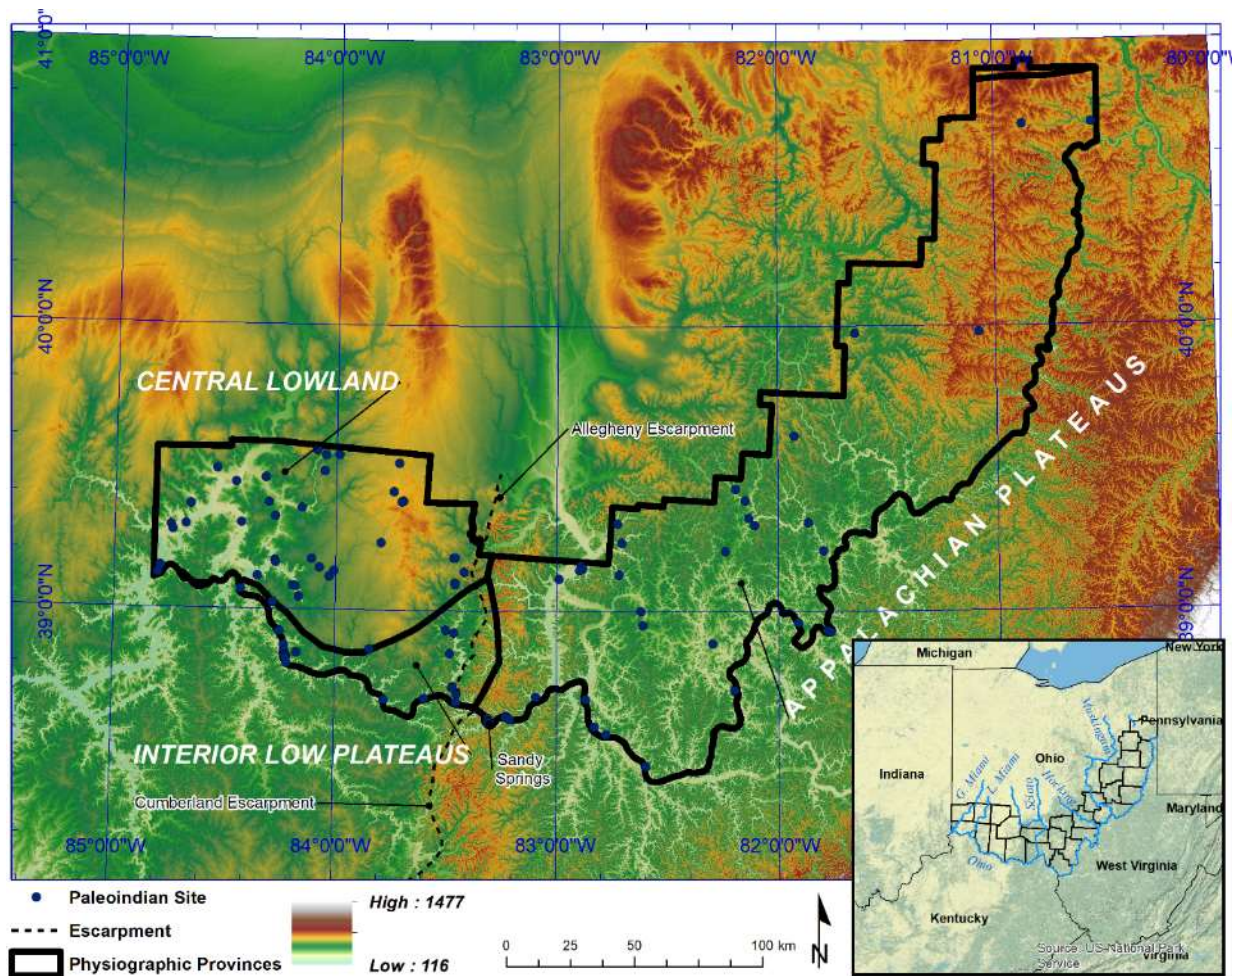 85°0'0"W
84°0'0"W
83°0'0"W
82°0'0"W
81°0'0"W
80°0'0"W
41°0'0"
40°0'0"N
40°0'0"N
39°0'0"N
39°0'0"N
CENTRAL LOWLAND
Allegheny Escarpment
APPALACHIAN PLATEAUS
INTERIOR LOW PLATEAUS
Sandy
Springs
Cumberland Escarpment
85°0'0"W
84°0'0"W
83°0'0"W
82°0'0"W
Michigan
New York
Pennsylvania
Muskingum
Ohio
Indiana
G. Miami
L. Miami
Scioto
Hocking
Maryland
Ohio
West Virginia
Kentucky
Virginia
Source: US National Park
Service
Paleoindian Site
Escarpment
Physiographic Provinces
High : 1477
Low : 116
0 25 50 100 km
N